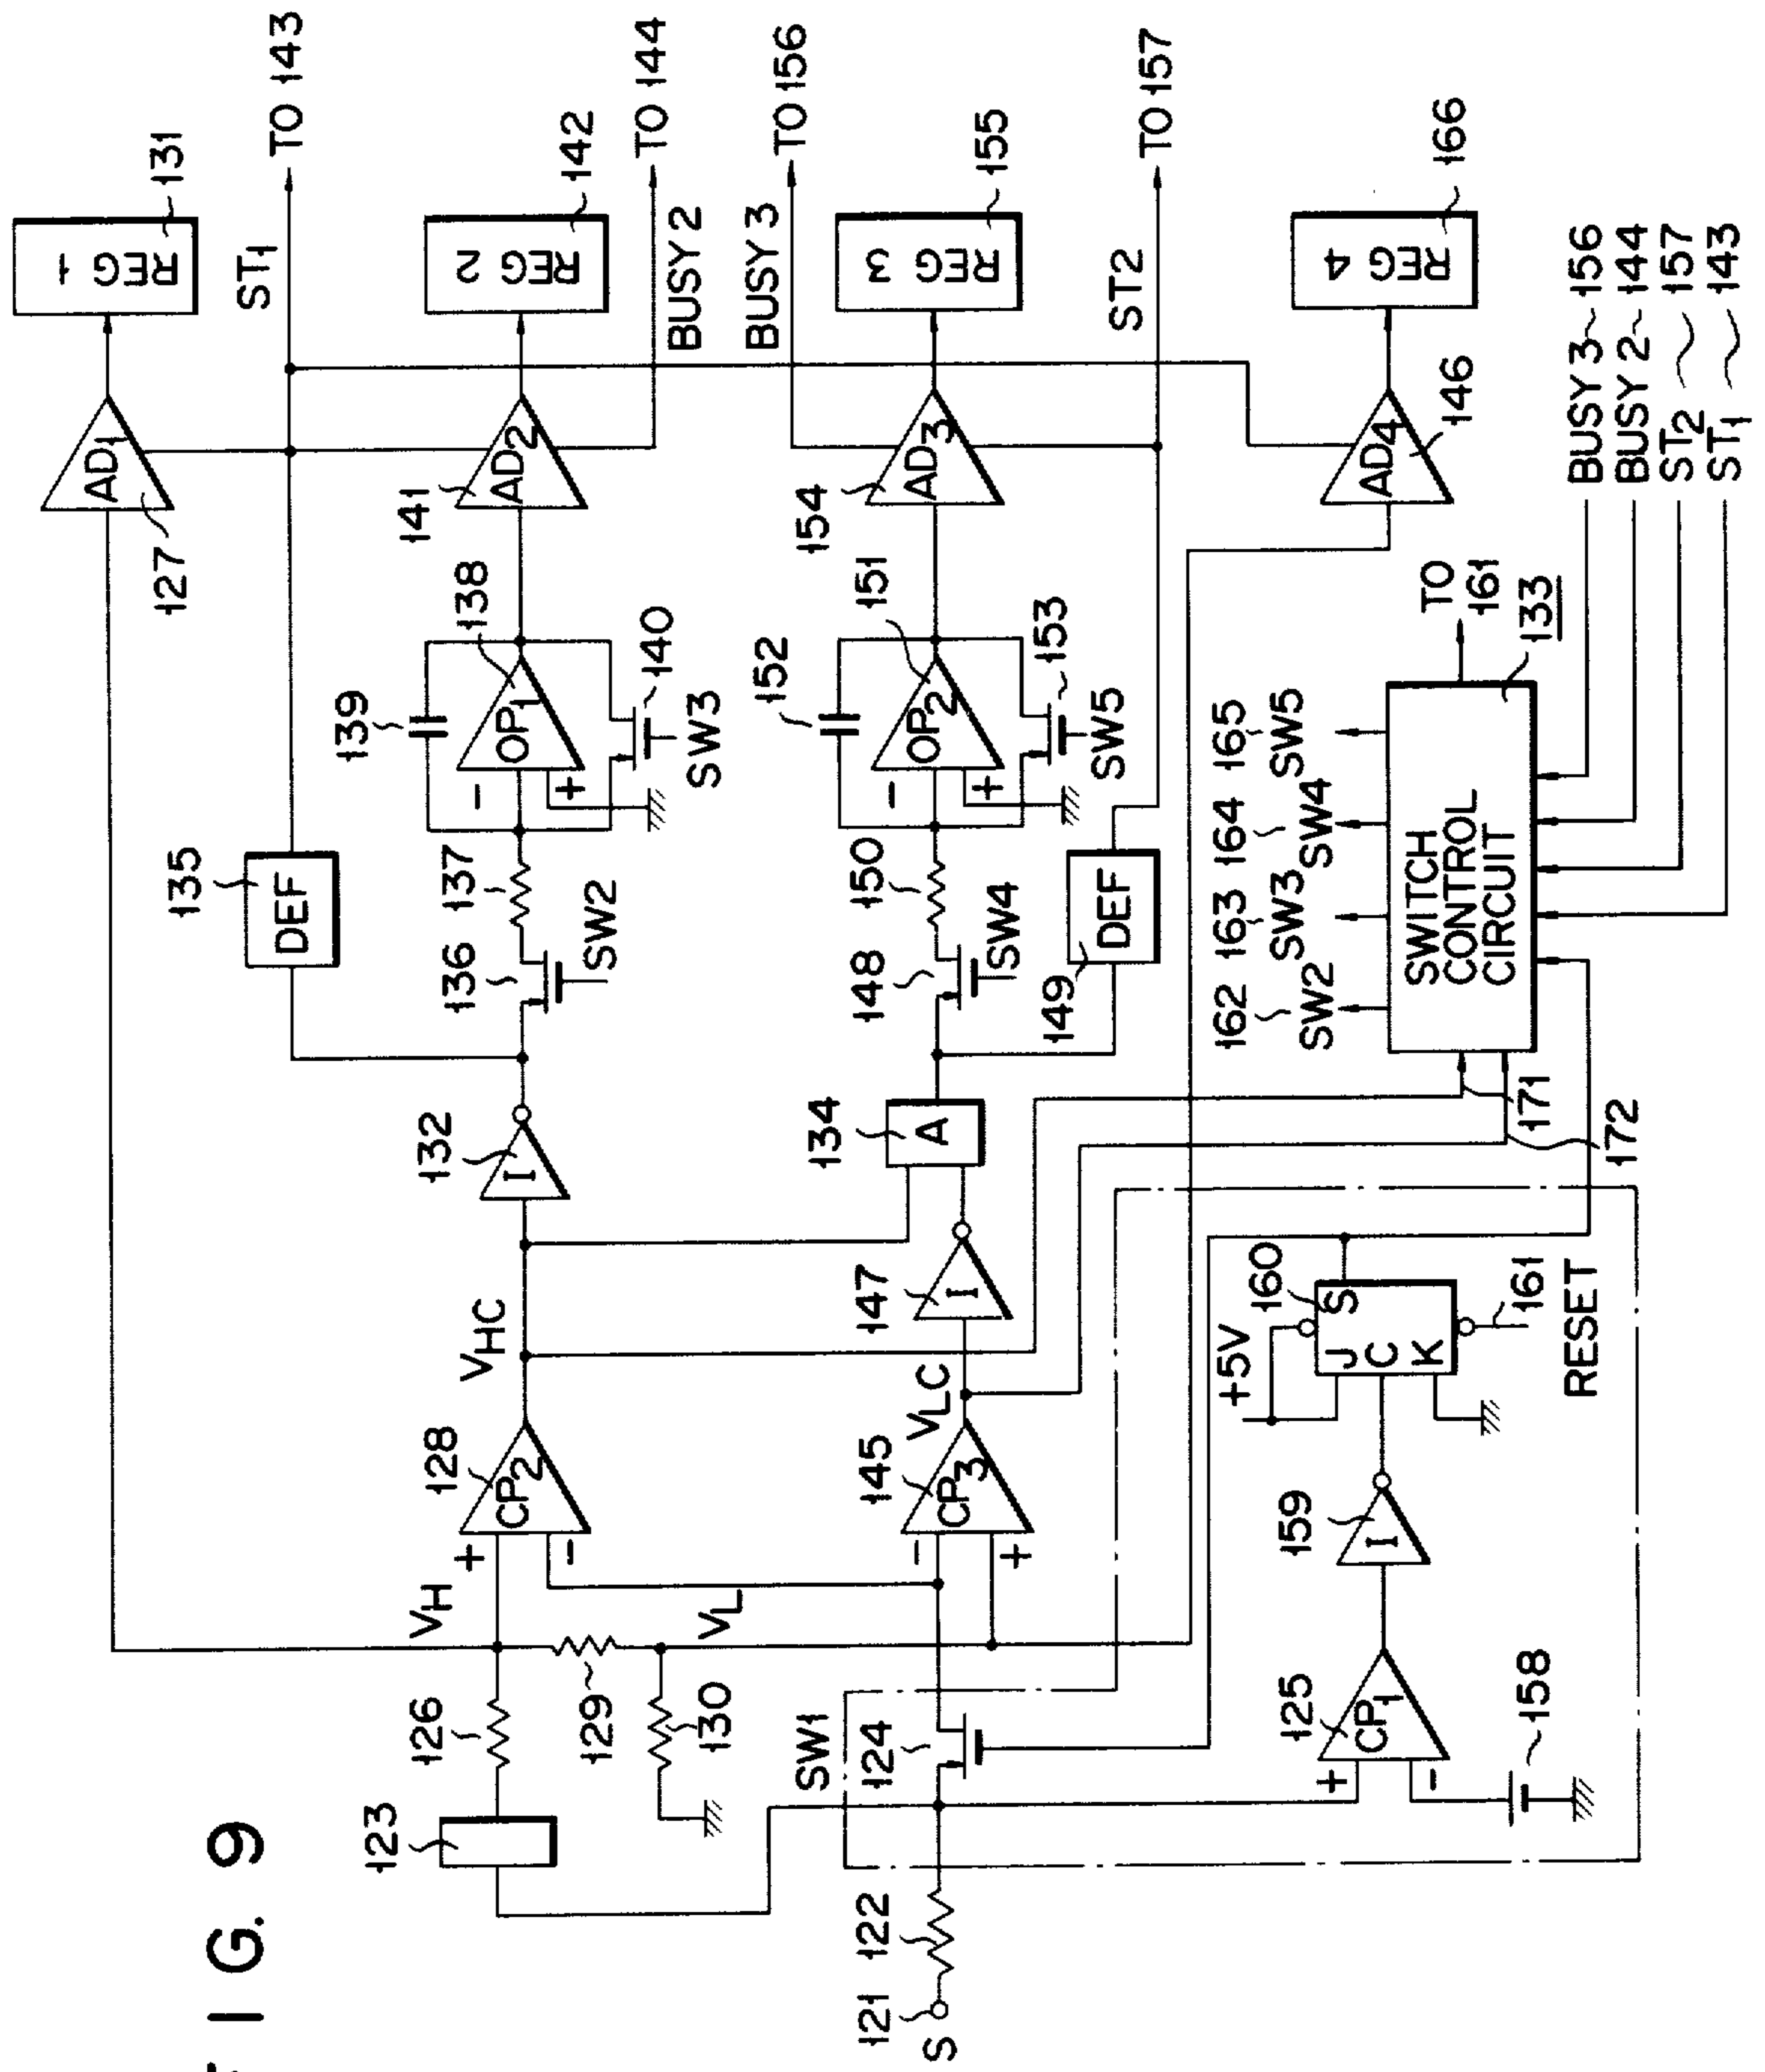 FIG. 9
S
121
122
123
126
129
130
VH
VL
SW1
124
125
CP1
+
-
158
+
-
128
CP2
VHC
-
+
145
CP3
VLC
159
I
+5V
160
J
C
K
S
161
RESET
132
I
147
I
134
A
171
172
135
DEF
136
SW2
137
139
-
+
OP1
138
140
SW3
148
SW4
149
DEF
150
152
-
+
OP2
151
153
SW5
162
SW2
163
SW3
164
SW4
165
SW5
SWITCH
CONTROL
CIRCUIT
133
TO
161
127
AD1
REG 1
131
ST1
TO 143
141
AD2
REG 2
142
BUSY 2
TO 144
BUSY 3
TO 156
154
AD3
REG 3
155
ST2
TO 157
AD4
146
REG 4
166
BUSY 3 156
BUSY 2 144
ST2 157
ST1 143